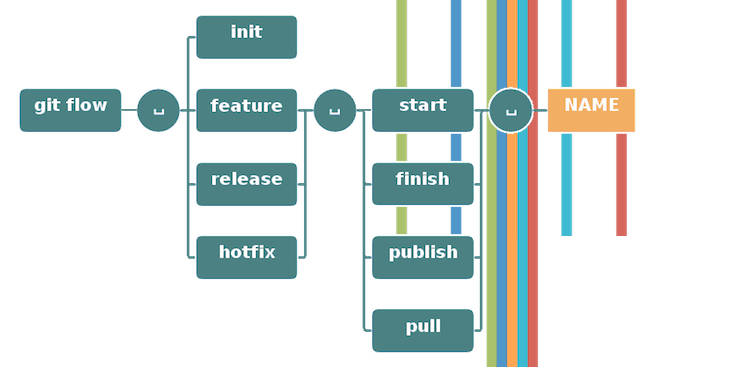 git flow
␣
init
feature
release
hotfix
␣
start
finish
publish
pull
␣
NAME